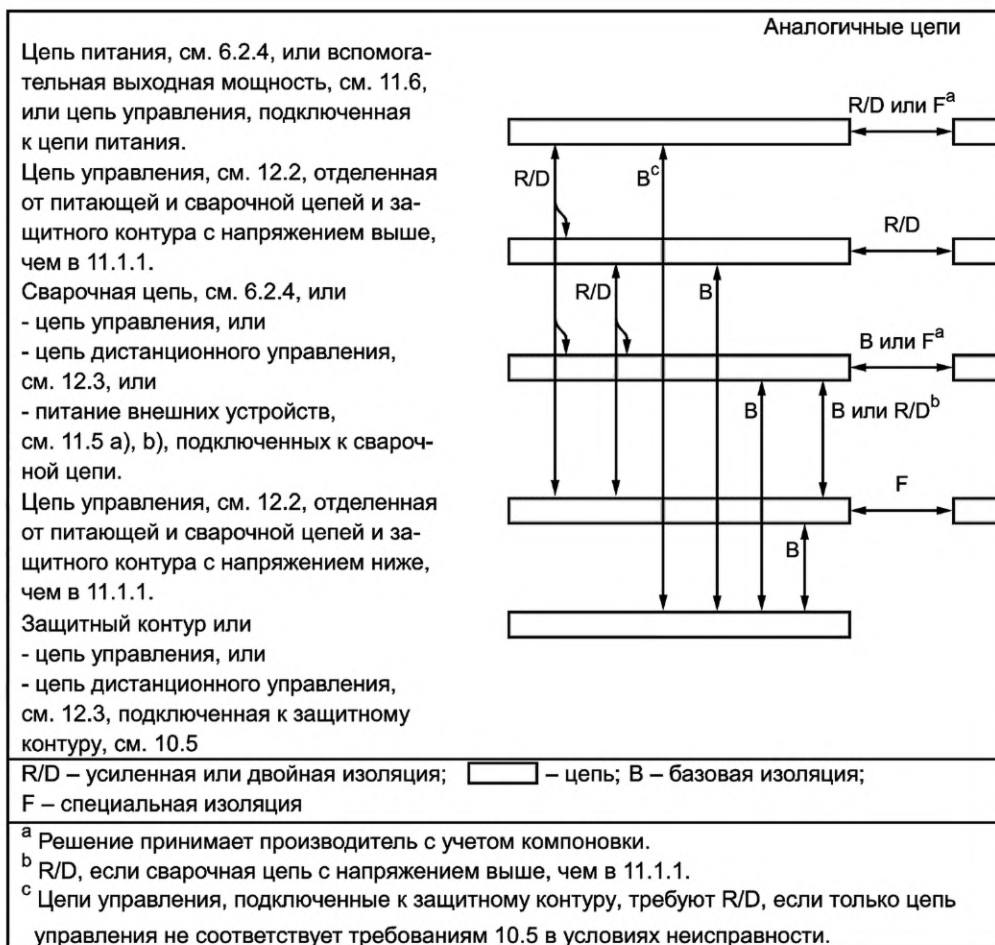 Аналогичные цепи
Цепь питания, см. 6.2.4, или вспомога-
тельная выходная мощность, см. 11.6,
или цепь управления, подключенная
к цепи питания.
Цепь управления, см. 12.2, отделенная
от питающей и сварочной цепей и за-
щитного контура с напряжением выше,
чем в 11.1.1.
Сварочная цепь, см. 6.2.4, или
- цепь управления, или
- цепь дистанционного управления,
см. 12.3, или
- питание внешних устройств,
см. 11.5 a), b), подключенных к свароч-
ной цепи.
Цепь управления, см. 12.2, отделенная
от питающей и сварочной цепей и за-
щитного контура с напряжением ниже,
чем в 11.1.1.
Защитный контур или
- цепь управления, или
- цепь дистанционного управления,
см. 12.3, подключенная к защитному
контуру, см. 10.5
R/D или Fᵃ
R/D
Bᶜ
R/D
R/D
B
B или Fᵃ
B
B или R/Dᵇ
F
B
R/D – усиленная или двойная изоляция; – цепь; B – базовая изоляция;
F – специальная изоляция
ᵃ Решение принимает производитель с учетом компоновки.
ᵇ R/D, если сварочная цепь с напряжением выше, чем в 11.1.1.
ᶜ Цепи управления, подключенные к защитному контуру, требуют R/D, если только цепь
управления не соответствует требованиям 10.5 в условиях неисправности.